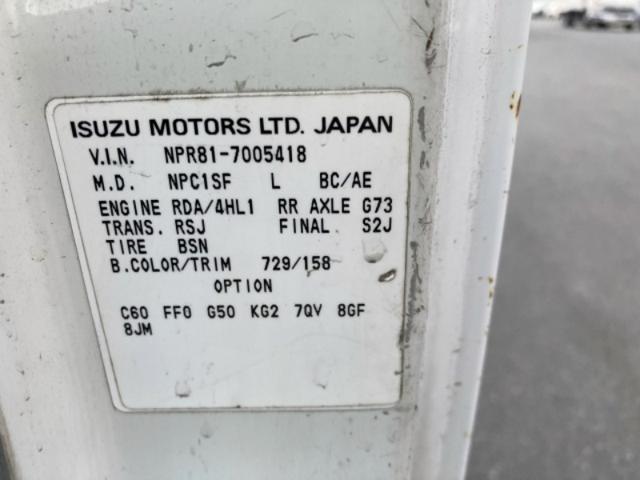 ISUZU MOTORS LTD. JAPAN
V.I.N. NPR81-7005418
M.D. NPC1SF L BC/AE
ENGINE RDA/4HL1 RR AXLE G73
TRANS. RSJ FINAL S2J
TIRE BSN
B.COLOR/TRIM 729/158
OPTION
C60 FF0 G50 KG2 7QV 8GF
8JM